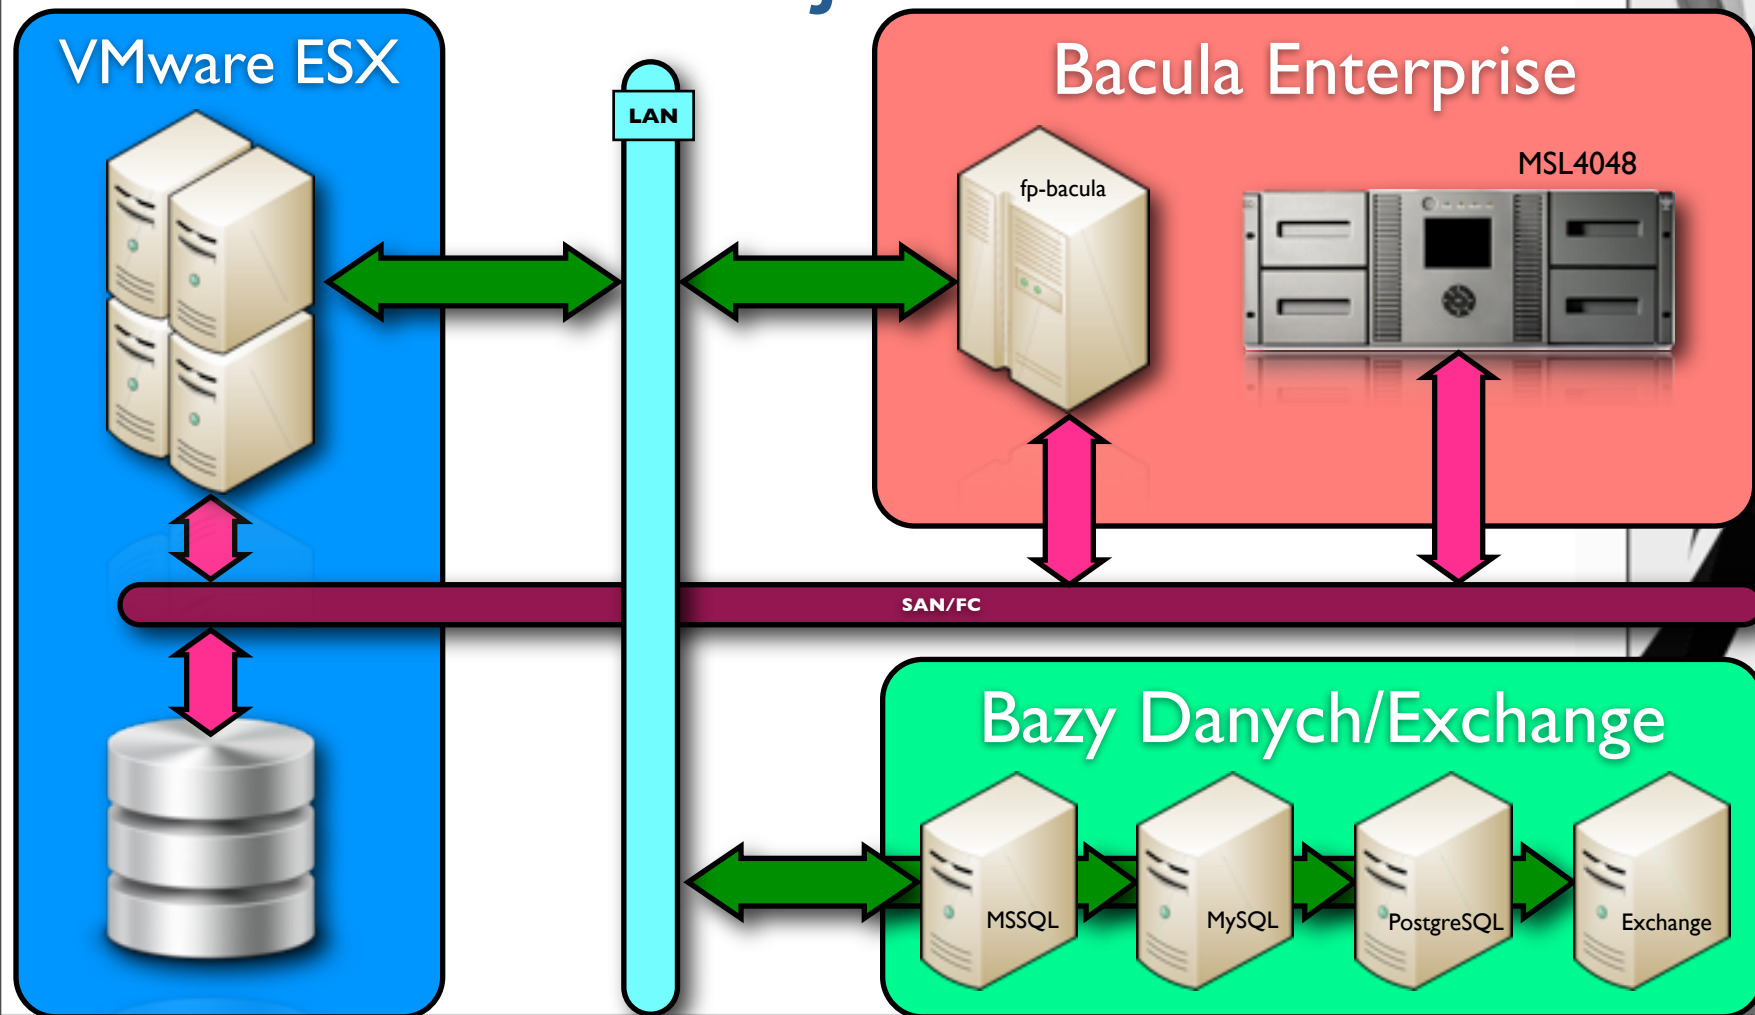 VMware ESX
LAN
Bacula Enterprise
fp-bacula
MSL4048
SAN/FC
Bazy Danych/Exchange
MSSQL
MySQL
PostgreSQL
Exchange